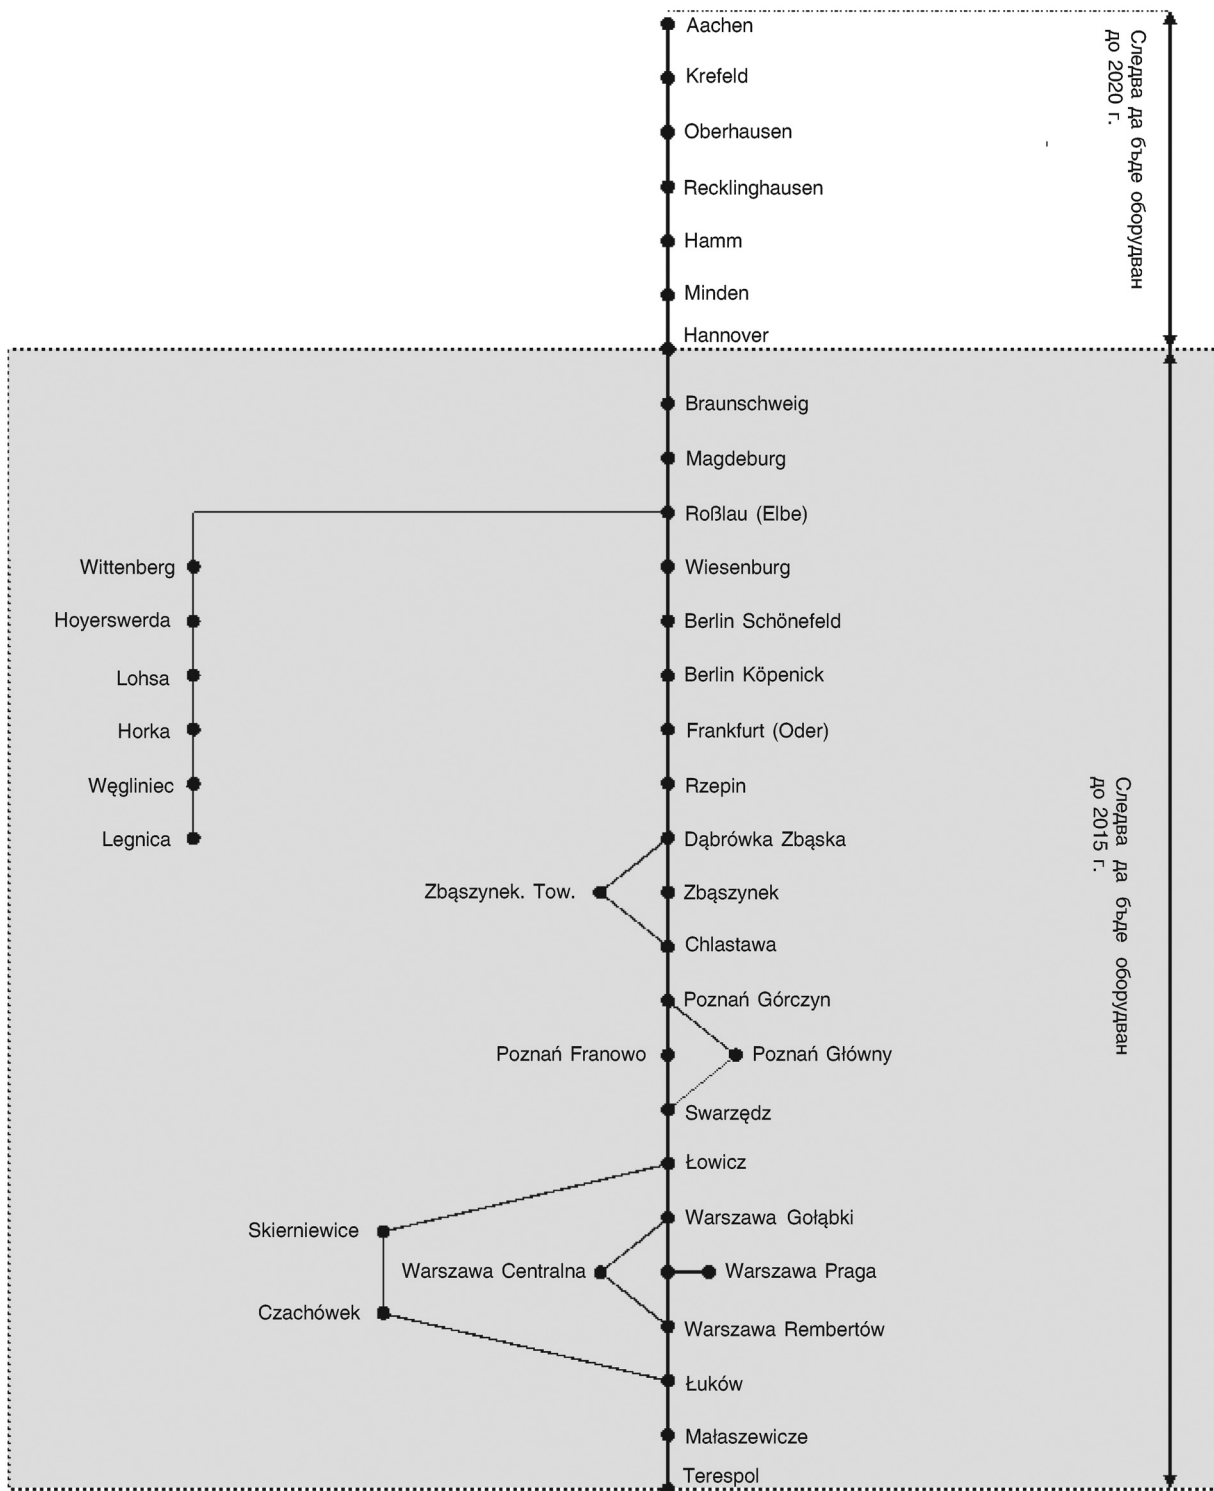 Aachen
Krefeld
Oberhausen
Recklinghausen
Hamm
Minden
Hannover
Следва да бъде оборудван
до 2020 г.
Braunschweig
Magdeburg
Roßlau (Elbe)
Wittenberg
Wiesenburg
Hoyerswerda
Berlin Schönefeld
Lohsa
Berlin Köpenick
Horka
Frankfurt (Oder)
Węgliniec
Rzepin
Legnica
Dąbrówka Zbąska
Zbąszynek. Tow.
Zbąszynek
Chlastawa
Poznań Górczyn
Poznań Franowo
Poznań Główny
Swarzędz
Łowicz
Skierniewice
Warszawa Gołąbki
Warszawa Centralna
Warszawa Praga
Czachówek
Warszawa Rembertów
Łuków
Małaszewicze
Terespol
Следва да бъде оборудван
до 2015 г.